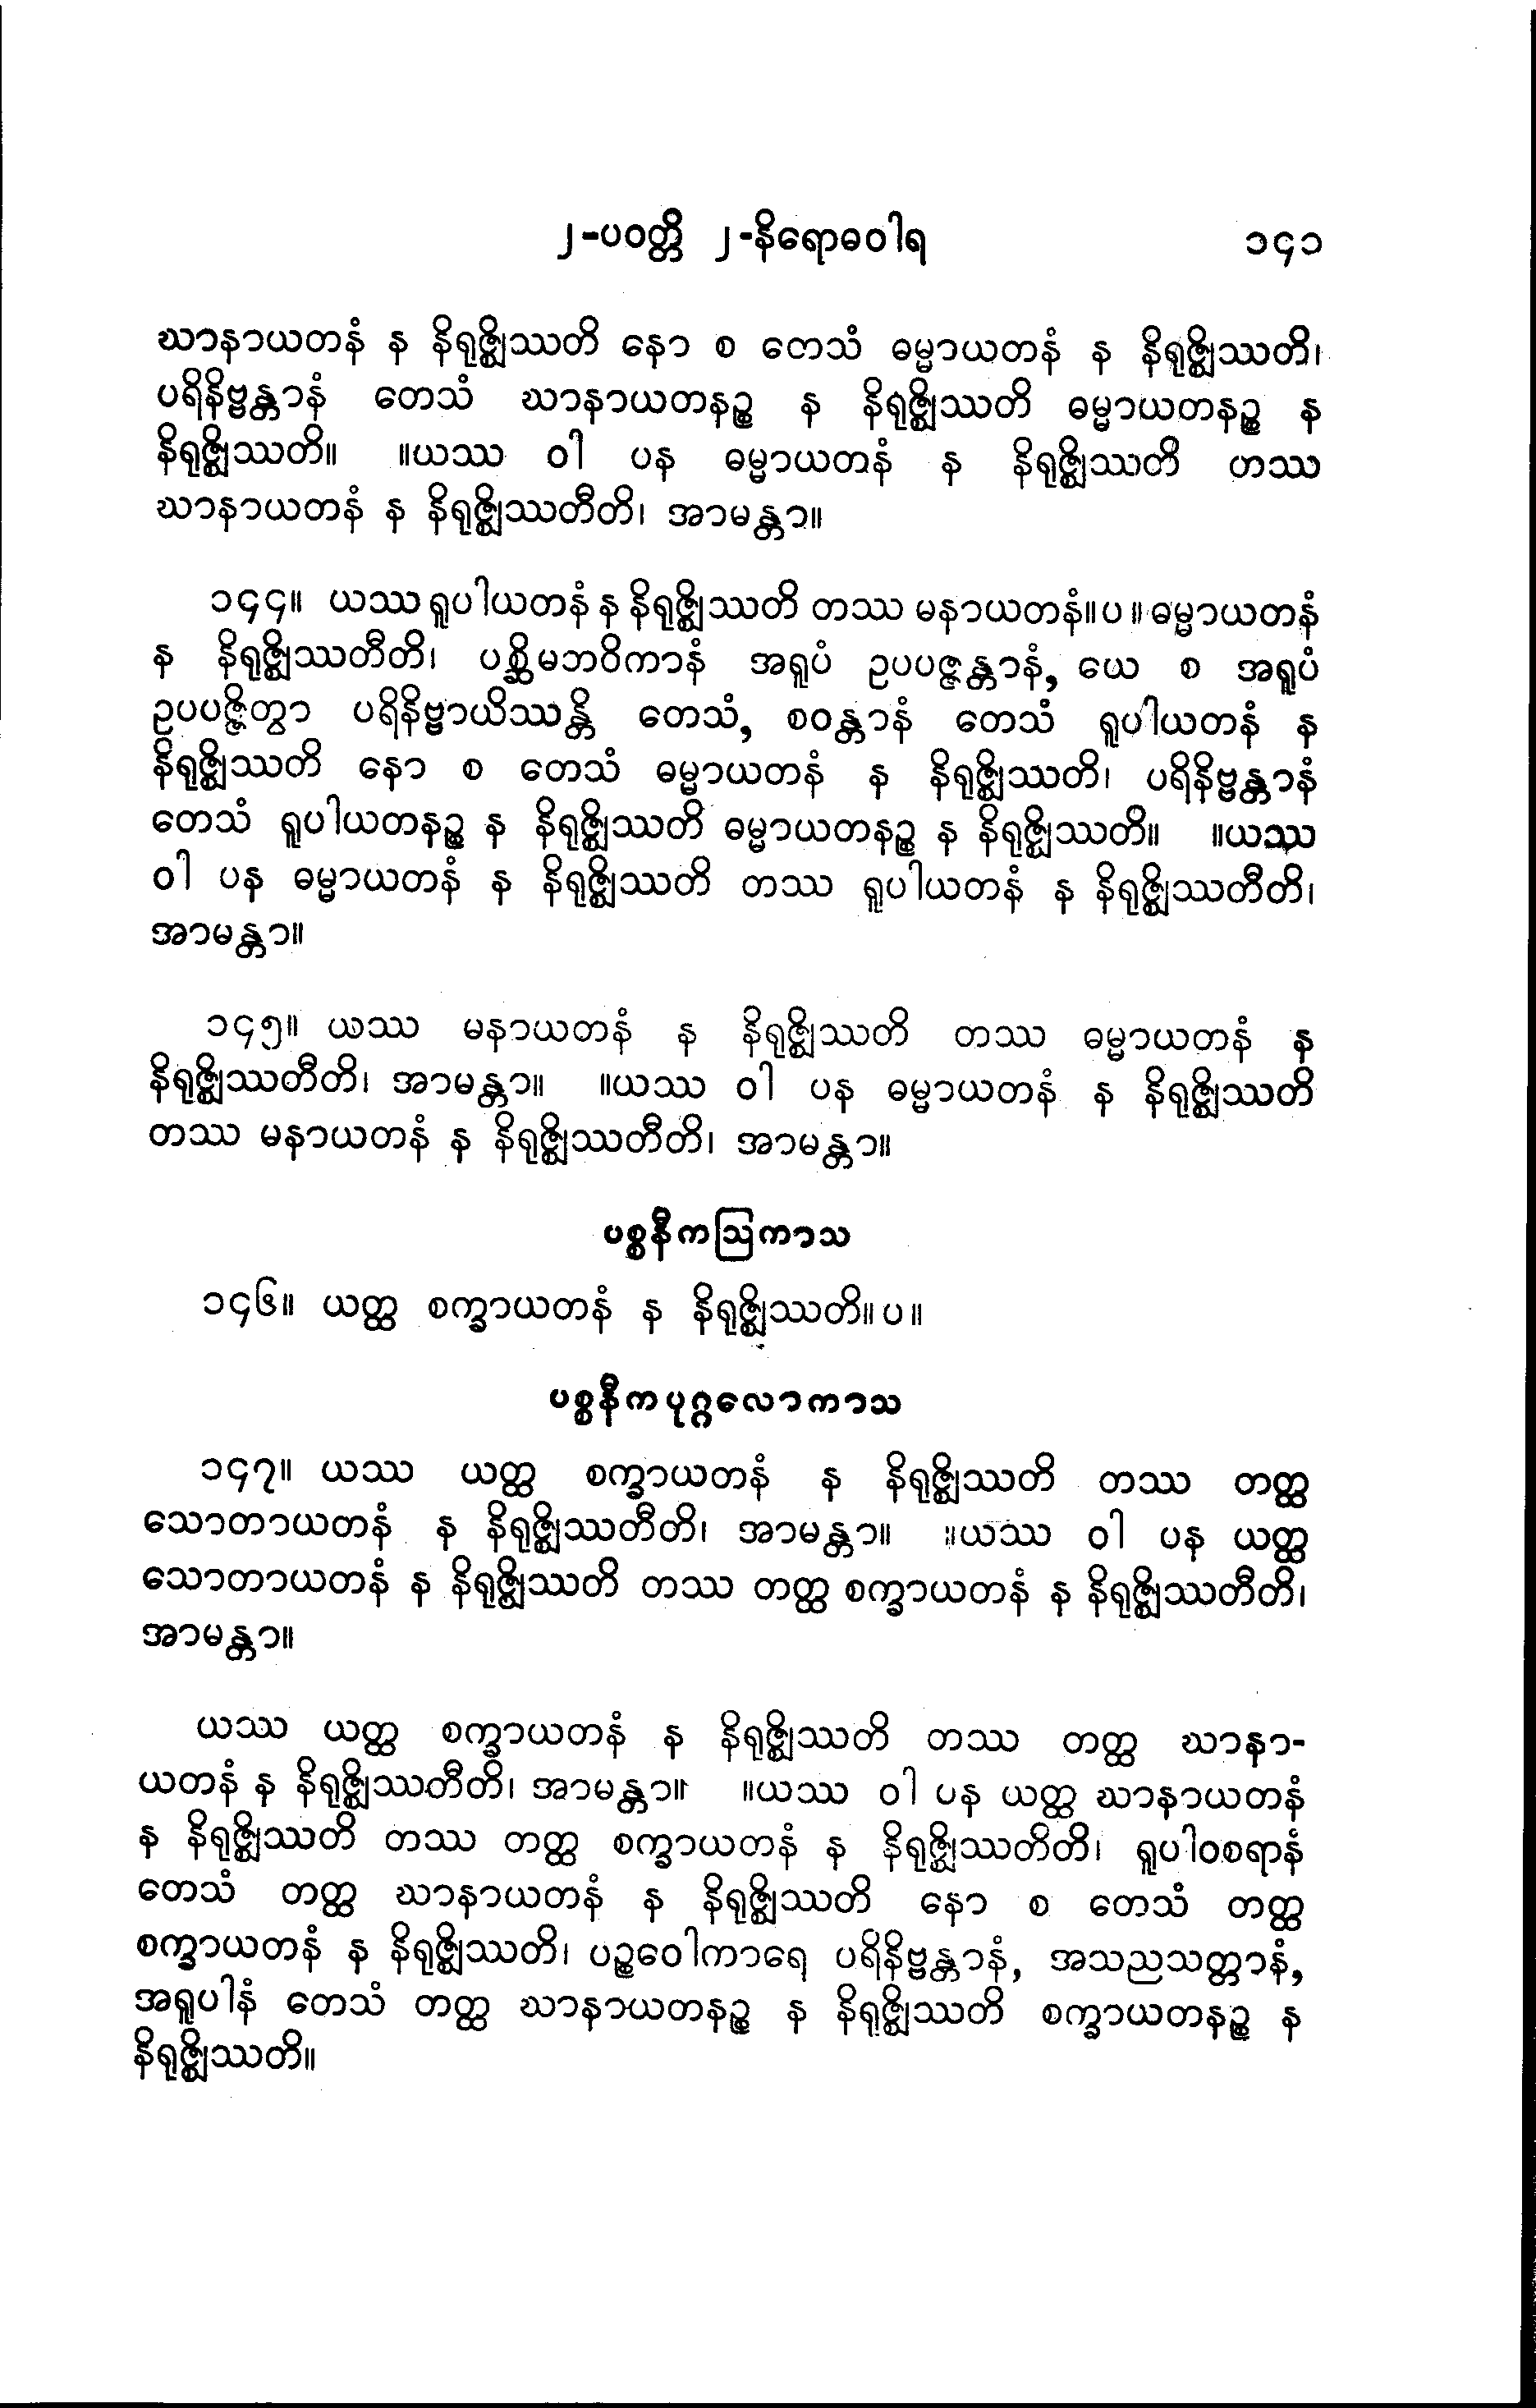 ၂-ပဝတ္တိ ၂-နိရောဓဝါရ ၁၄၁
ဃာနာယတနံ န နိရုဇ္ဈိဿတိ နော စ တေသံ ဓမ္မာယတနံ န နိရုဇ္ဈိဿတိ၊
ပရိနိဗ္ဗန္တာနံ တေသံ ဃာနာယတနဉ္စ န နိရုဇ္ဈိဿတိ ဓမ္မာယတနဉ္စ န
နိရုဇ္ဈိဿတိ။ ။ယဿ ဝါ ပန ဓမ္မာယတနံ န နိရုဇ္ဈိဿတိ တဿ
ဃာနာယတနံ န နိရုဇ္ဈိဿတီတိ၊ အာမန္တာ။
၁၄၄။ ယဿ ရူပါယတနံ န နိရုဇ္ဈိဿတိ တဿ မနာယတနံ။ပ။ဓမ္မာယတနံ
န နိရုဇ္ဈိဿတီတိ၊ ပစ္ဆိမဘဝိကာနံ အရူပံ ဥပပဇ္ဇန္တာနံ, ယေ စ အရူပံ
ဥပပဇ္ဇိတွာ ပရိနိဗ္ဗာယိဿန္တိ တေသံ, စဝန္တာနံ တေသံ ရူပါယတနံ န
နိရုဇ္ဈိဿတိ နော စ တေသံ ဓမ္မာယတနံ န နိရုဇ္ဈိဿတိ၊ ပရိနိဗ္ဗန္တာနံ
တေသံ ရူပါယတနဉ္စ န နိရုဇ္ဈိဿတိ ဓမ္မာယတနဉ္စ န နိရုဇ္ဈိဿတိ။ ။ယဿ
ဝါ ပန ဓမ္မာယတနံ န နိရုဇ္ဈိဿတိ တဿ ရူပါယတနံ န နိရုဇ္ဈိဿတီတိ၊
အာမန္တာ။
၁၄၅။ ယဿ မနာယတနံ န နိရုဇ္ဈိဿတိ တဿ ဓမ္မာယတနံ န
နိရုဇ္ဈိဿတီတိ၊ အာမန္တာ။ ။ယဿ ဝါ ပန ဓမ္မာယတနံ န နိရုဇ္ဈိဿတိ
တဿ မနာယတနံ န နိရုဇ္ဈိဿတီတိ၊ အာမန္တာ။
ပစ္စနီကဩကာသ
၁၄၆။ ယတ္ထ စက္ခာယတနံ န နိရုဇ္ဈိဿတိ။ပ။
ပစ္စနီကပုဂ္ဂလောကာသ
၁၄၇။ ယဿ ယတ္ထ စက္ခာယတနံ န နိရုဇ္ဈိဿတိ တဿ တတ္ထ
သောတာယတနံ န နိရုဇ္ဈိဿတီတိ၊ အာမန္တာ။ ။ယဿ ဝါ ပန ယတ္ထ
သောတာယတနံ န နိရုဇ္ဈိဿတိ တဿ တတ္ထ စက္ခာယတနံ န နိရုဇ္ဈိဿတီတိ၊
အာမန္တာ။
ယဿ ယတ္ထ စက္ခာယတနံ န နိရုဇ္ဈိဿတိ တဿ တတ္ထ ဃာနာ-
ယတနံ န နိရုဇ္ဈိဿတီတိ၊ အာမန္တာ။ ။ယဿ ဝါ ပန ယတ္ထ ဃာနာယတနံ
န နိရုဇ္ဈိဿတိ တဿ တတ္ထ စက္ခာယတနံ န နိရုဇ္ဈိဿတိတိ၊ ရူပါဝစရာနံ
တေသံ တတ္ထ ဃာနာယတနံ န နိရုဇ္ဈိဿတိ နော စ တေသံ တတ္ထ
စက္ခာယတနံ န နိရုဇ္ဈိဿတိ၊ ပဉ္စဝေါကာရေ ပရိနိဗ္ဗန္တာနံ, အသညသတ္တာနံ,
အရူပါနံ တေသံ တတ္ထ ဃာနာယတနဉ္စ န နိရုဇ္ဈိဿတိ စက္ခာယတနဉ္စ န
နိရုဇ္ဈိဿတိ။